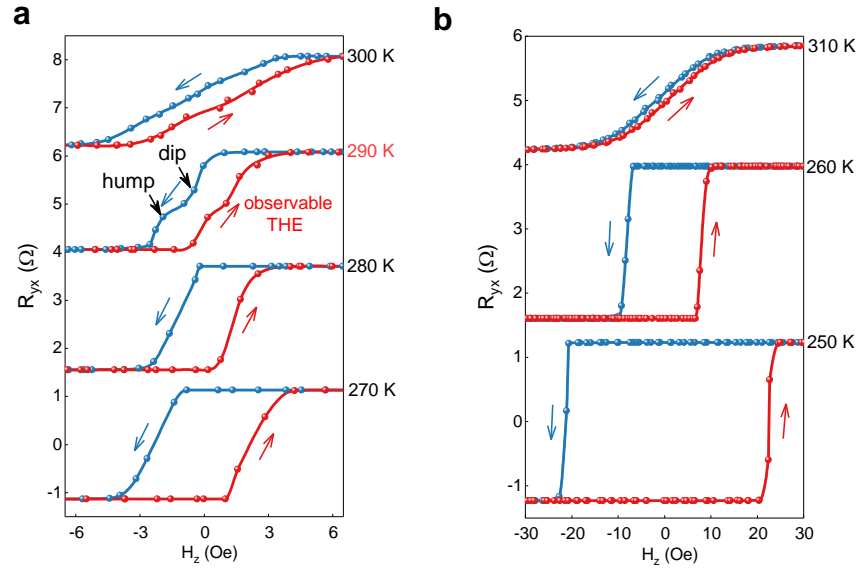 a
300 K
290 K
dip
hump
observable
THE
280 K
270 K
8
7
6
5
4
3
2
1
0
-1
R_yx (Ω)
-6
-3
0
3
6
H_z (Oe)
b
310 K
260 K
250 K
6
5
4
2
1
0
-1
R_yx (Ω)
-30
-20
-10
0
10
20
30
H_z (Oe)